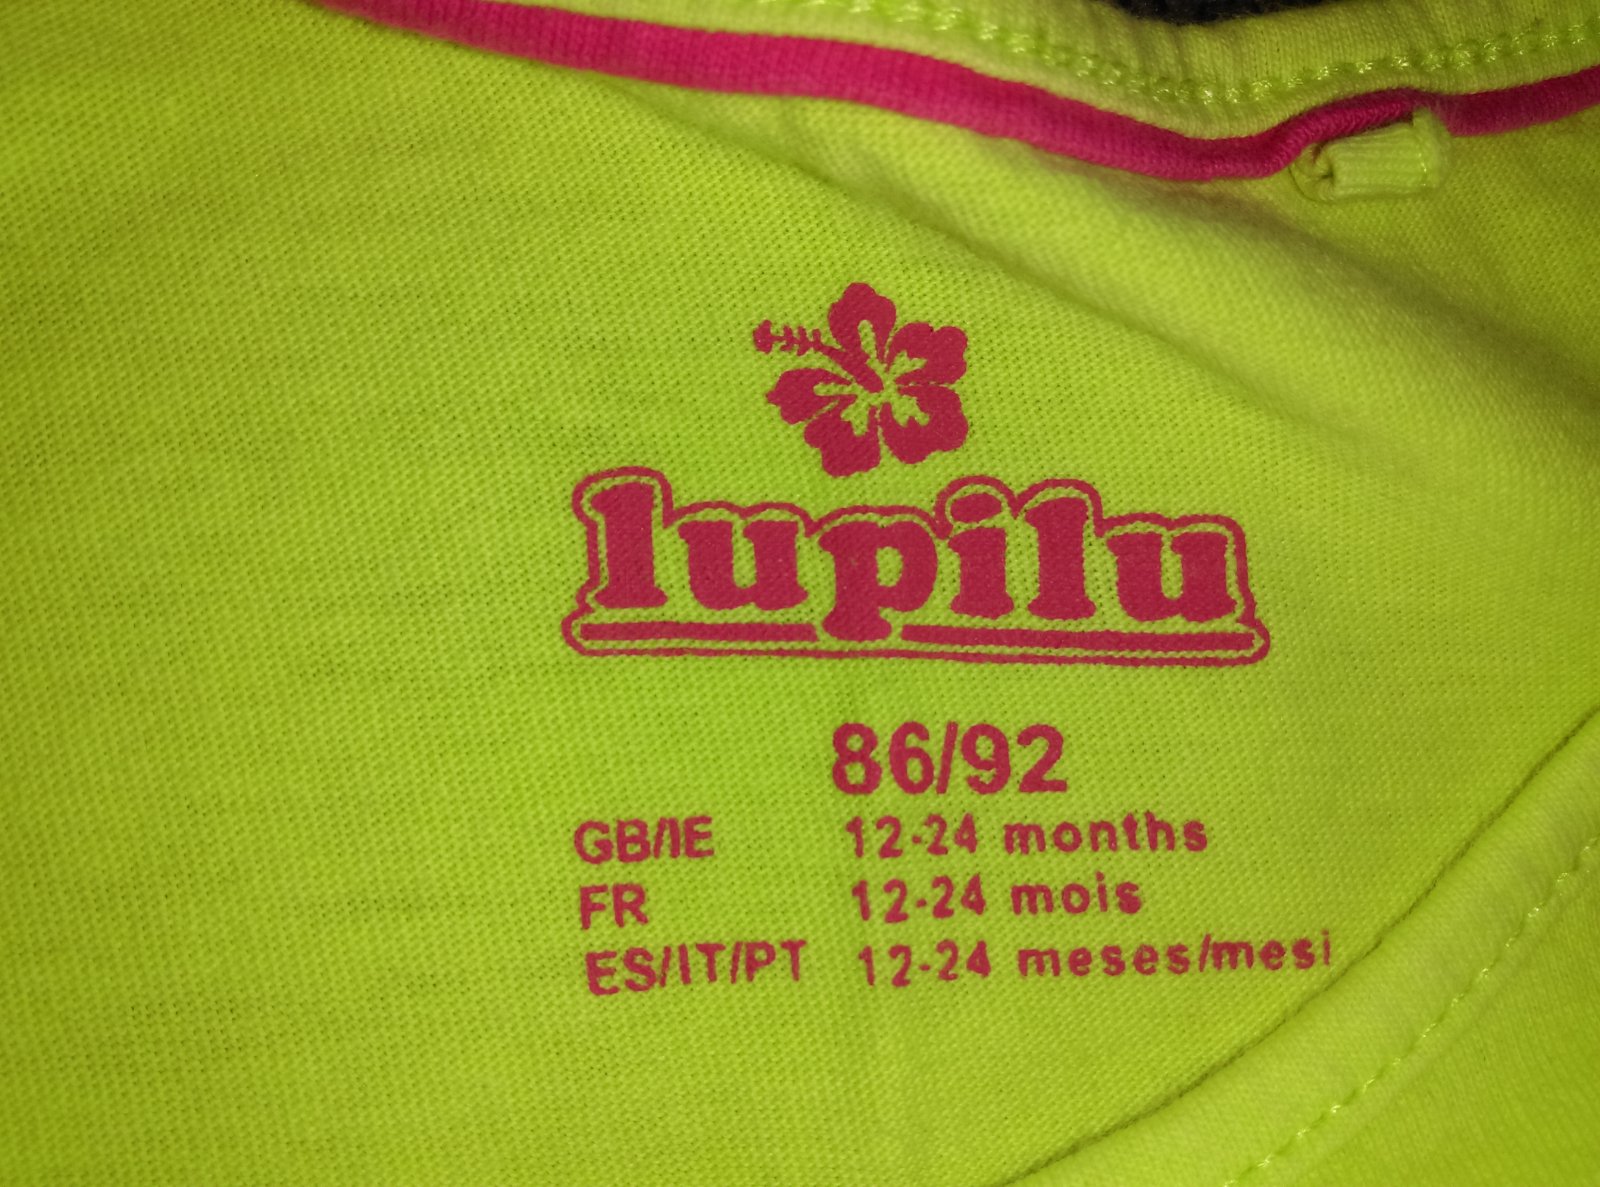 lupilu
86/92
GB/IE 12-24 months
FR 12-24 mois
ES/IT/PT 12-24 meses/mesi